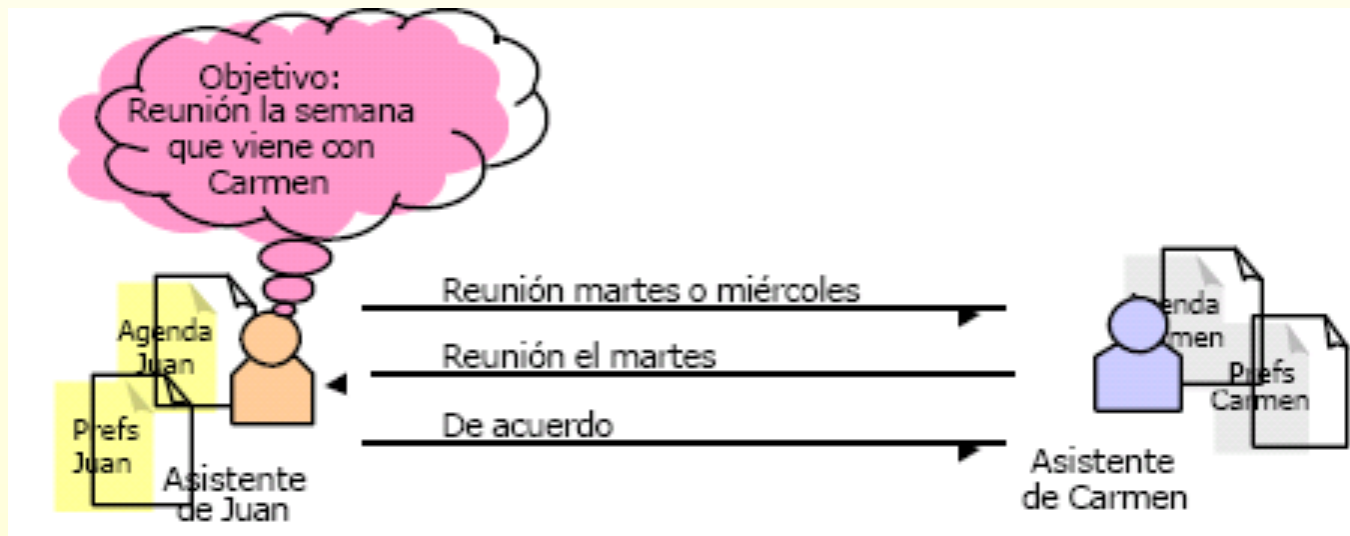 Objetivo:
Reunión la semana
que viene con
Carmen
Reunión martes o miércoles
Reunión el martes
De acuerdo
Agenda
Juan
Prefs
Juan
Asistente
de Juan
Prefs
Carmen
Asistente
de Carmen